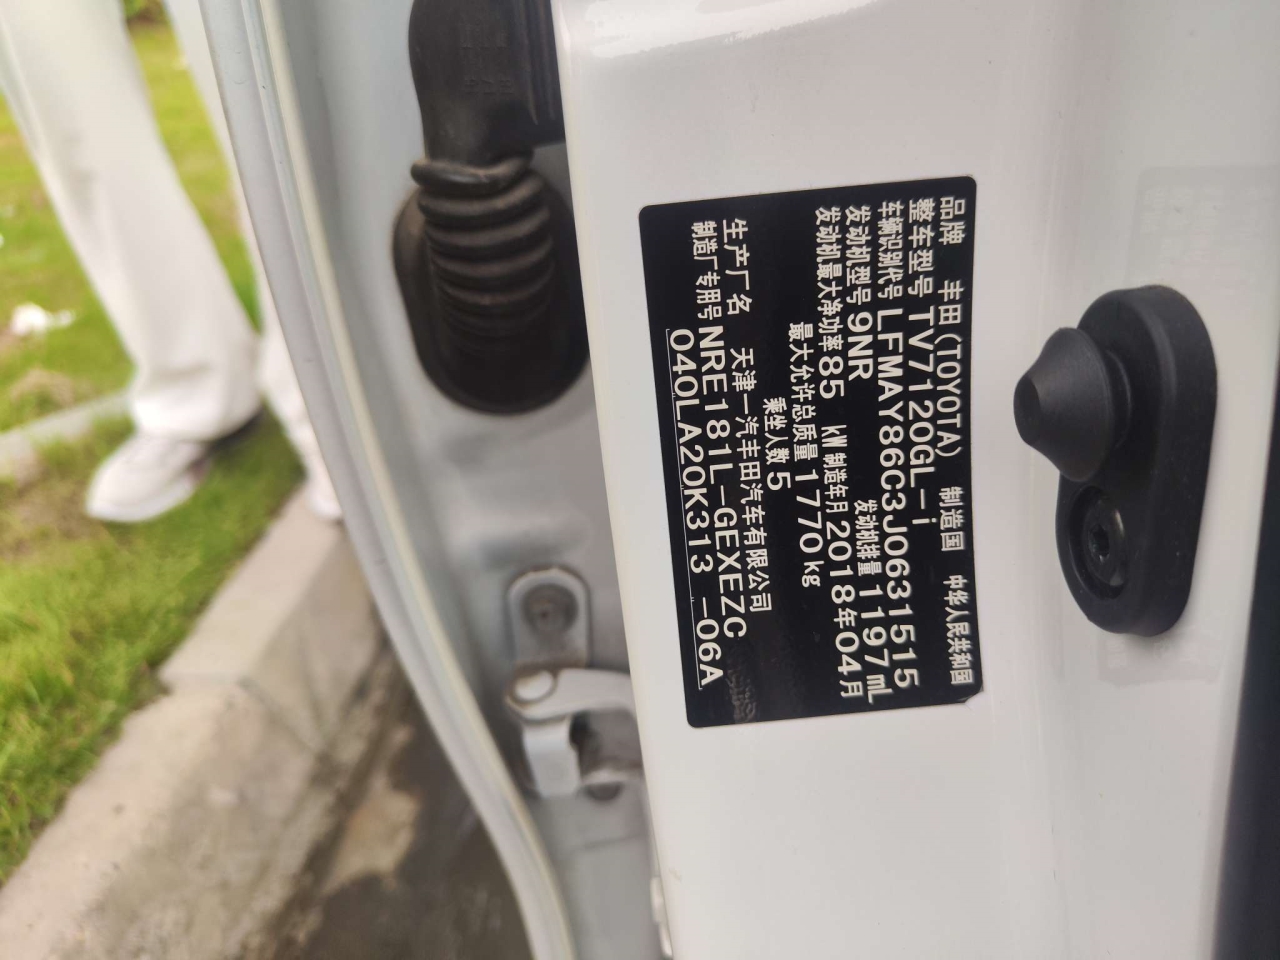 品牌 丰田(TOYOTA) 制造国 中华人民共和国
整车型号 TV7120GL-i
车辆识别代号 LFMAY86C3J0631515
发动机型号 9NR 发动机排量 1197 mL
发动机最大净功率 85 kW 制造年月 2018年04月
最大允许总质量 1770 kg
乘坐人数 5
生产厂名 天津一汽丰田汽车有限公司
制造厂专用号 NRE181L-GEXEZC
040LA20K313 -06A